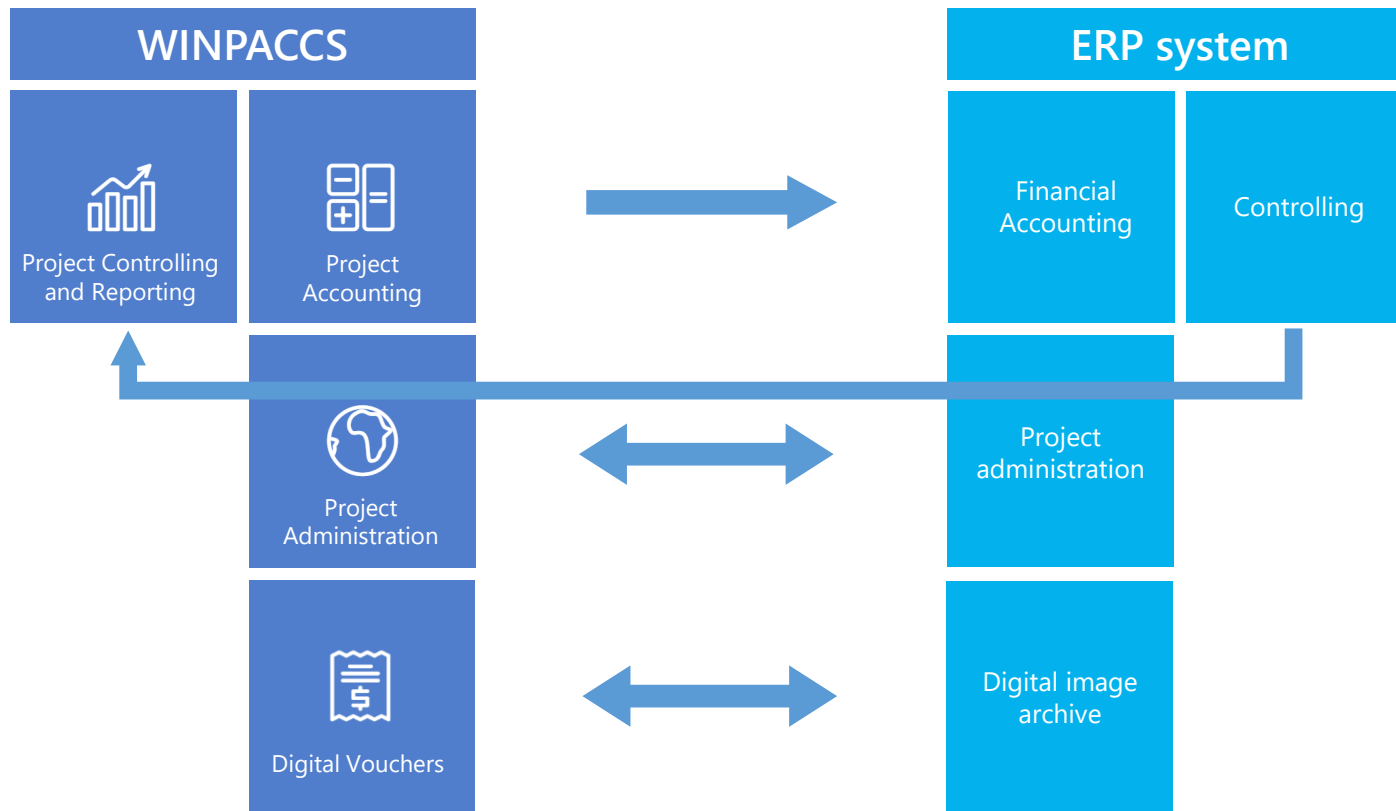 WINPACCS
ERP system
Project Controlling
and Reporting
Project
Accounting
Financial
Accounting
Controlling
Project
Administration
Project
administration
Digital Vouchers
Digital image
archive